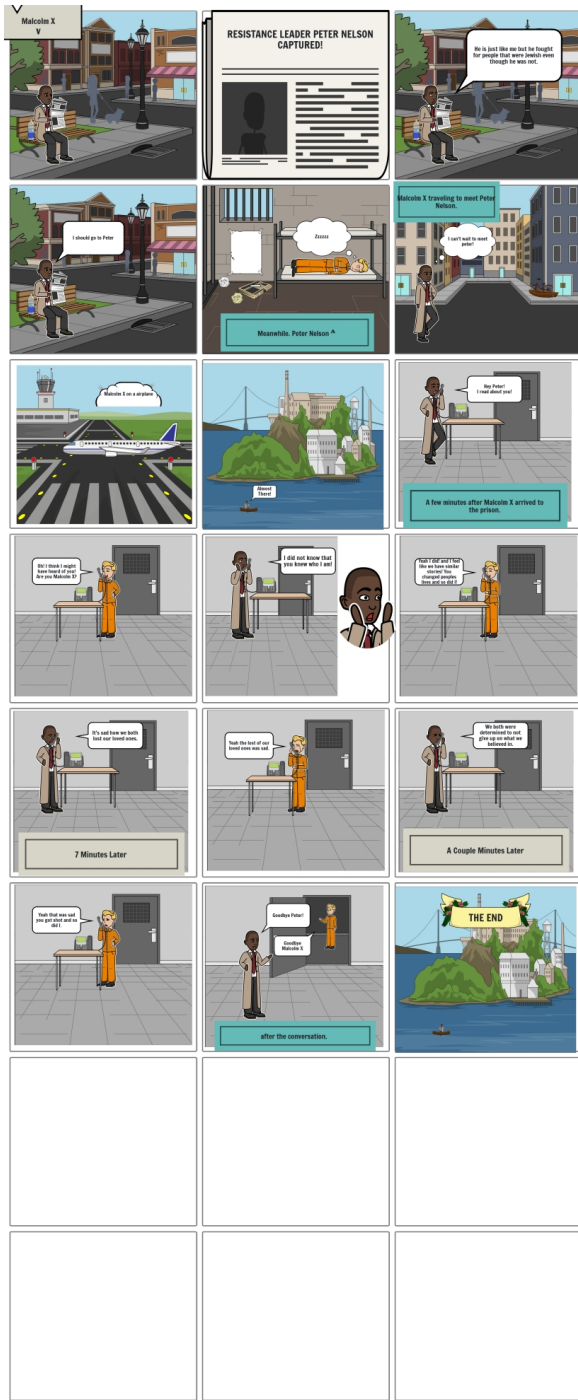 Malcolm X
V
RESISTANCE LEADER PETER NELSON
CAPTURED!
He is just like me but he fought
for people that were Jewish even
though he was not.
I should go to Peter
Zzzzzz
Meanwhile. Peter Nelson ^
Malcolm X traveling to meet Peter
Nelson.
I can't wait to meet
peter!
Malcolm X on a airplane
Almost
There!
Hey Peter!
I read about you!
A few minutes after Malcolm X arrived to
the prison.
Oh! I think I might
have heard of you!
Are you Malcolm X?
I did not know that
you knew who I am!
Yeah I did! and I feel
like we have similar
stories! You
changed peoples
lives and so did I!
It's sad how we both
lost our loved ones.
7 Minutes Later
Yeah the lost of our
loved ones was sad.
We both were
determined to not
give up on what we
believed in.
A Couple Minutes Later
Yeah that was sad
you got shot and so
did I.
Goodbye Peter!
Goodbye
Malcolm X
after the conversation.
THE END